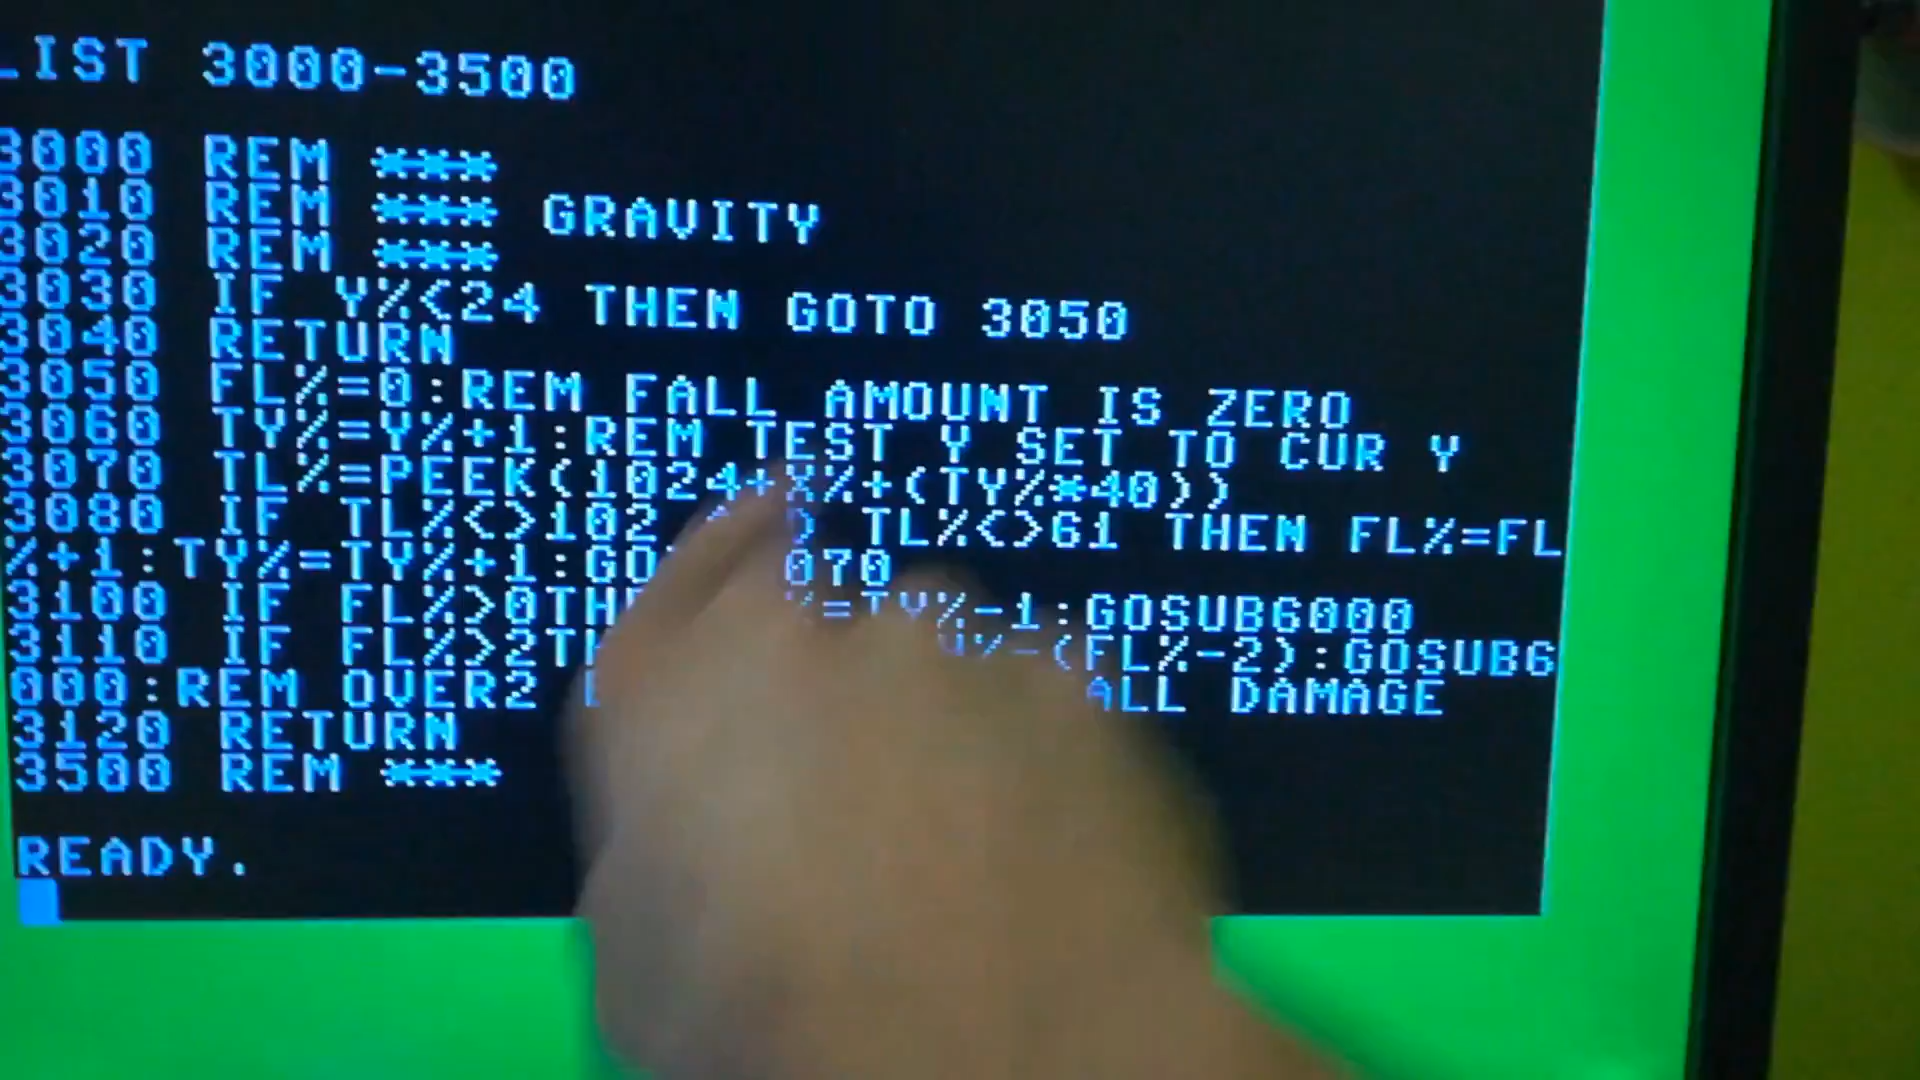 LIST 3000-3500
3000 REM ***
3010 REM *** GRAVITY
3020 REM ***
3030 IF Y%<24 THEN GOTO 3050
3040 RETURN
3050 FL%=0:REM FALL AMOUNT IS ZERO
3060 TY%=Y%+1:REM TEST Y SET TO CUR Y
3070 TL%=PEEK(1024+X%+(TY%*40))
3080 IF TL%<>102 TL%<>61 THEN FL%=FL
%+1:TY%=TY%+1:GO 070
3100 IF FL%>0THE %=TY%-1:GOSUB6000
3110 IF FL%>2TH %-(FL%-2):GOSUB6
000:REM OVER2 ALL DAMAGE
3120 RETURN
3500 REM ***
READY.